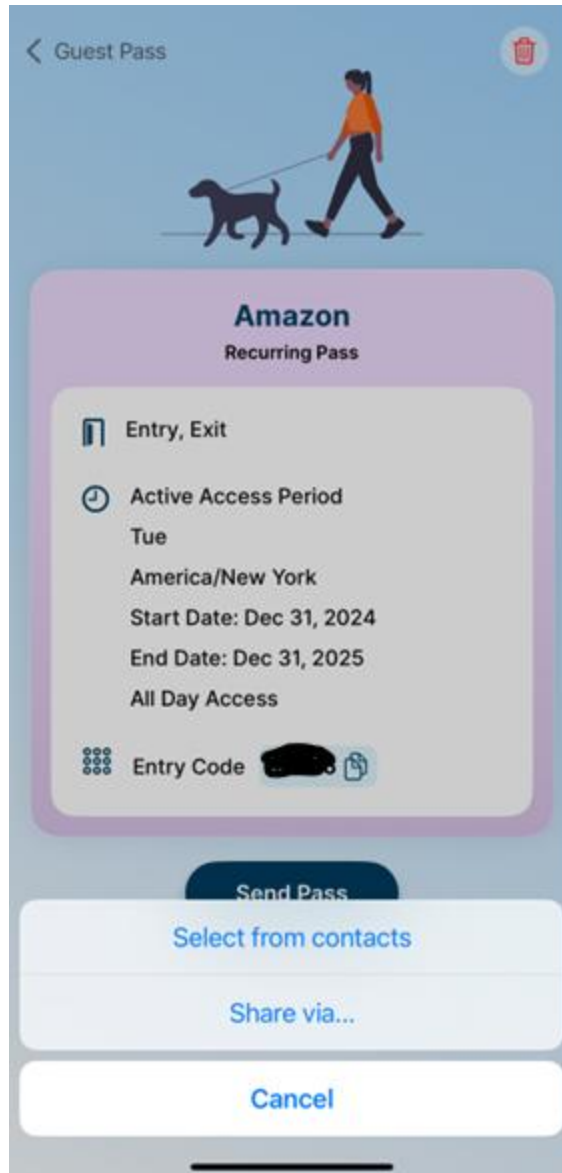 Guest Pass
Amazon
Recurring Pass
Entry, Exit
Active Access Period
Tue
America/New York
Start Date: Dec 31, 2024
End Date: Dec 31, 2025
All Day Access
Entry Code
Send Pass
Select from contacts
Share via...
Cancel